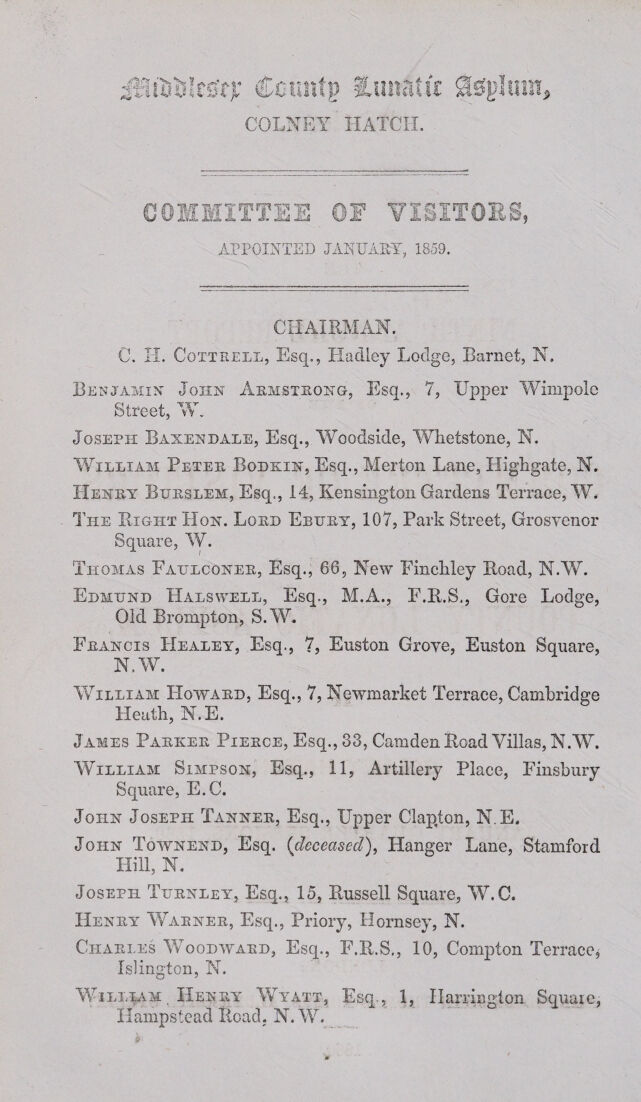 Middlesex County Lunatic Asylum,
COLNEY HATCH.
COMMITTEE OF VISITORS,
APPOINTED JANUARY, 1859.
CHAIRMAN.
C. H. COTTRELL, Esq., Hadley Lodge, Barnet, N.
BENJAMIN JOHN ARMSTRONG, Esq., 7, Upper Wimpole
Street, W.
JOSEPH BAXENDALE, Esq., Woodside, Whetstone, N.
WILLIAM PETER BODKIN, Esq., Merton Lane, Highgate, N.
HENRY BURSLEM, Esq., 14, Kensington Gardens Terrace, W.
THE RIGHT HON. LORD EBURY, 107, Park Street, Grosvenor
Square, W.
THOMAS FAULCONER, Esq., 66, New Finchley Road, N.W.
EDMUND HALSWELL, Esq., M.A., F.R.S., Gore Lodge,
Old Brompton, S.W.
FRANCIS HEALEY, Esq., 7, Euston Grove, Euston Square,
N.W.
WILLIAM HOWARD, Esq., 7, Newmarket Terrace, Cambridge
Heath, N.E.
JAMES PARKER PIERCE, Esq., 33, Camden Road Villas, N.W.
WILLIAM SIMPSON, Esq., 11, Artillery Place, Finsbury
Square, E.C.
JOHN JOSEPH TANNER, Esq., Upper Clapton, N.E.
JOHN TOWNEND, Esq. (deceased), Hanger Lane, Stamford
Hill, N.
JOSEPH TURNLEY, Esq., 15, Russell Square, W.C.
HENRY WARNER, Esq., Priory, Hornsey, N.
CHARLES WOODWARD, Esq., F.R.S., 10, Compton Terrace,
Islington, N.
WILLIAM HENRY WYATT, Esq., 1, Harrington Square,
Hampstead Road, N.W.